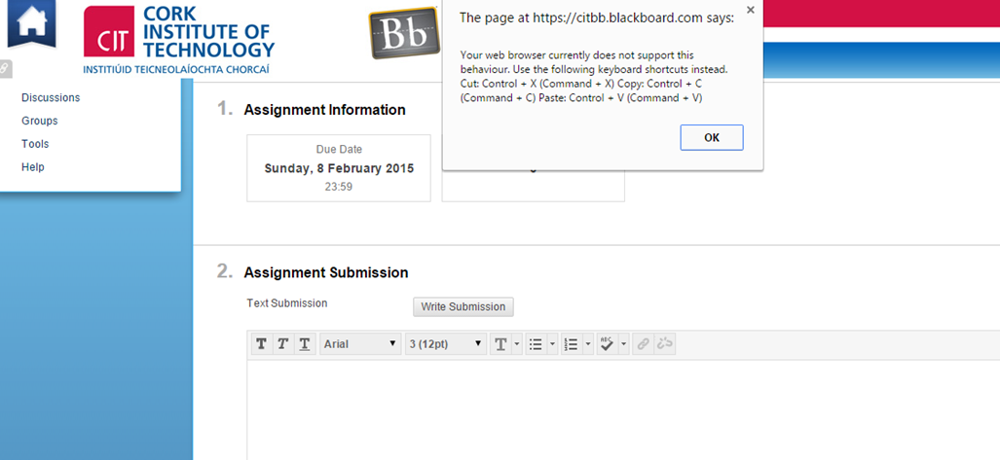 CIT
CORK
INSTITUTE OF
TECHNOLOGY
INSTITIÚID TEICNEOLAÍOCHTA CHORCAÍ
Bb
The page at https://citbb.blackboard.com says:
Your web browser currently does not support this
behaviour. Use the following keyboard shortcuts instead.
Cut: Control + X (Command + X) Copy: Control + C
(Command + C) Paste: Control + V (Command + V)
OK
Discussions
Groups
Tools
Help
1. Assignment Information
Due Date
Sunday, 8 February 2015
23:59
2. Assignment Submission
Text Submission
Write Submission
T T T Arial 3 (12pt) T ABC